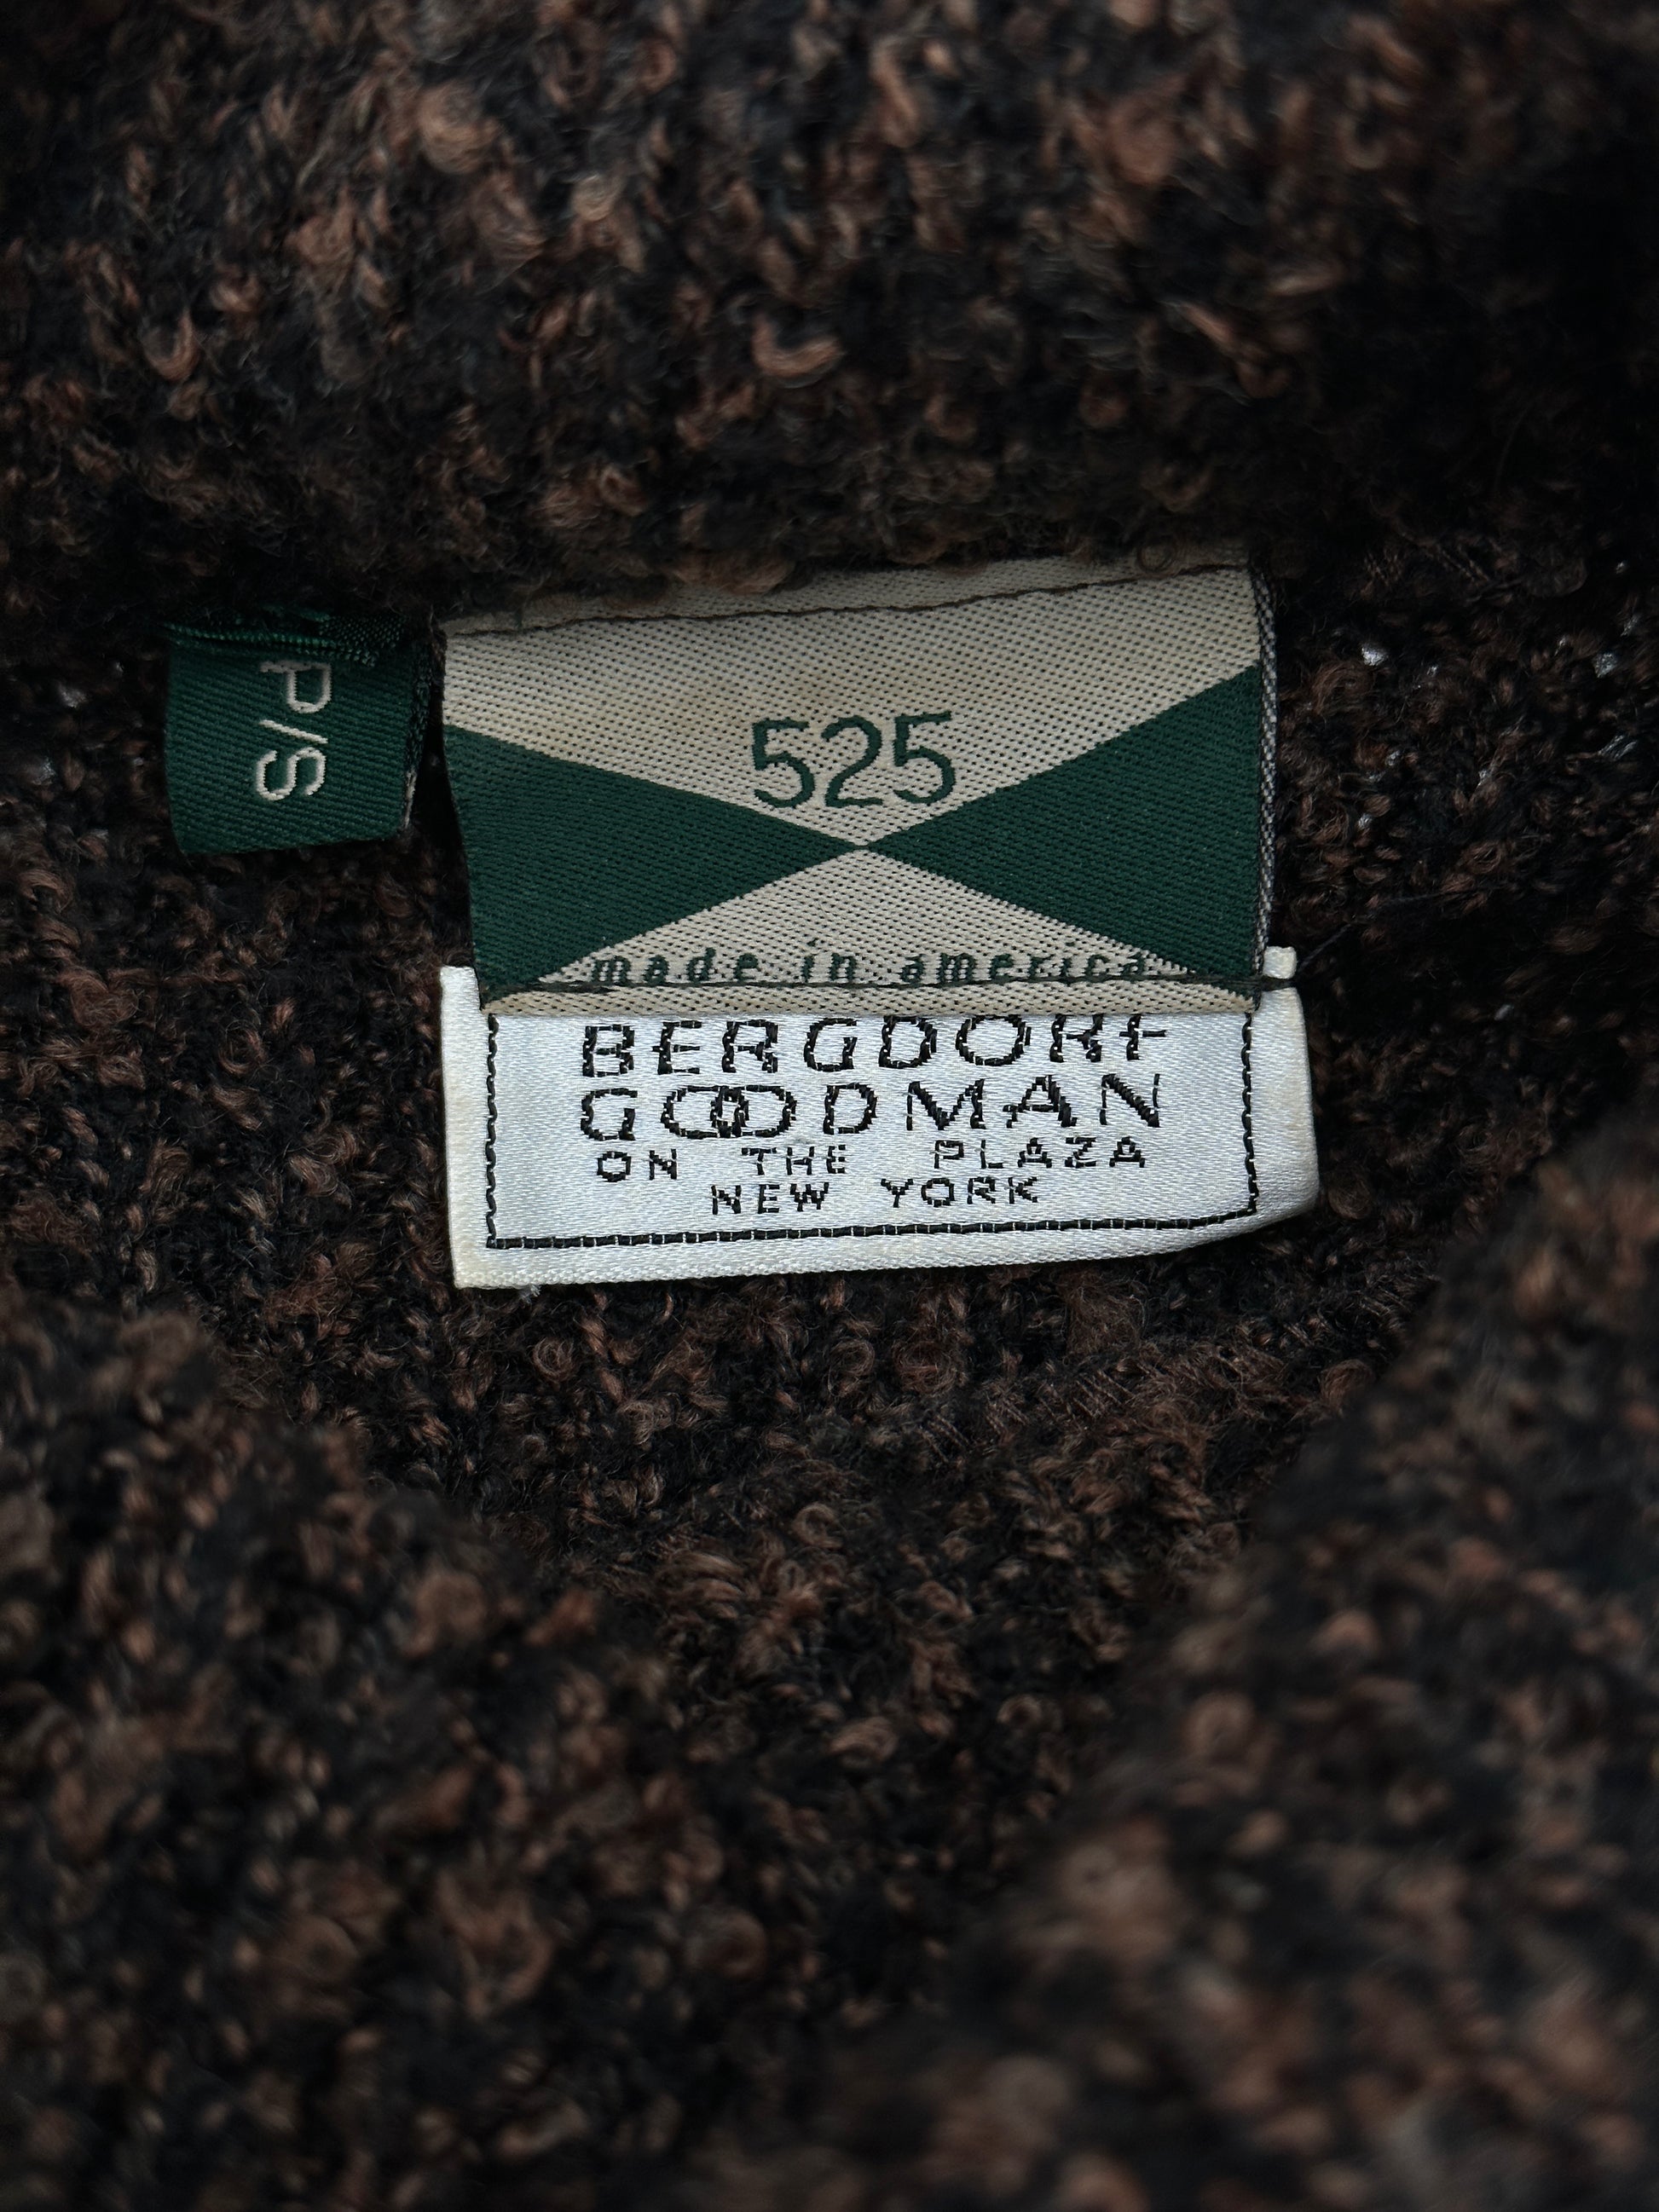 P/S
525
made in america
BERGDORF
GOODMAN
ON THE PLAZA
NEW YORK